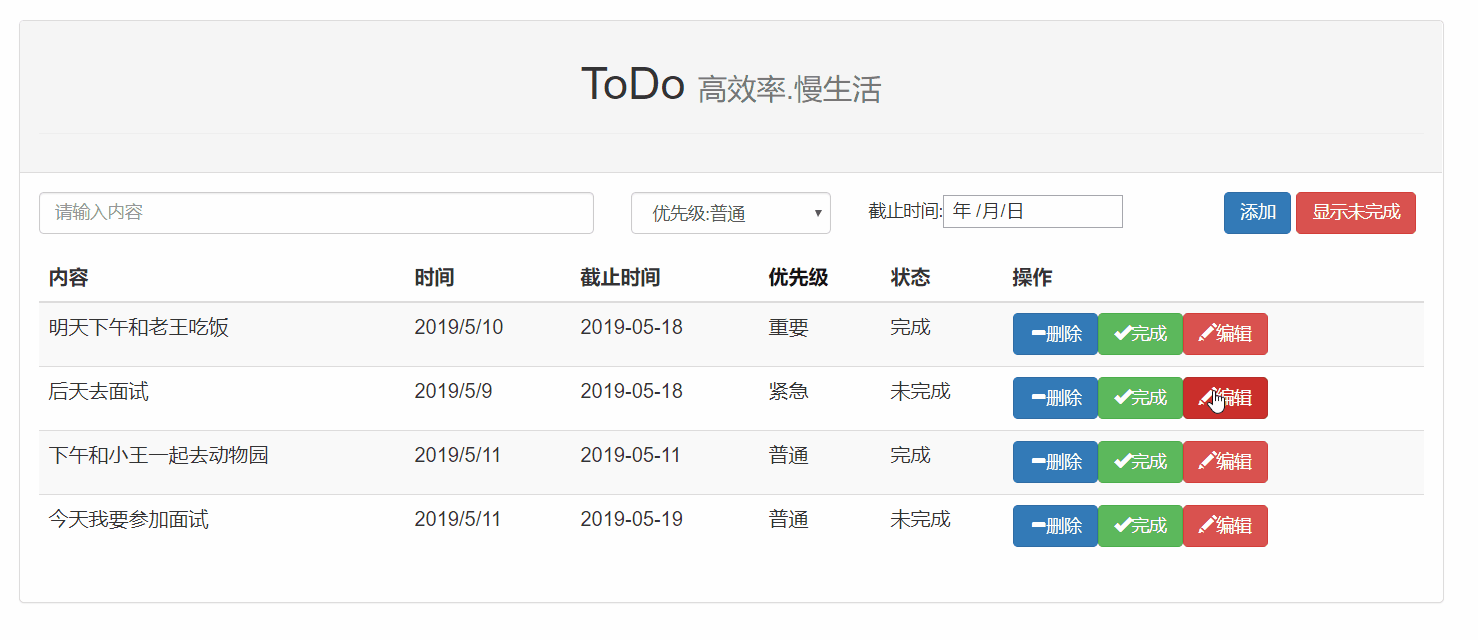 ToDo 高效率.慢生活
请输入内容 优先级:普通 截止时间: 年 /月/日 添加 显示未完成
内容 时间 截止时间 优先级 状态 操作
明天下午和老王吃饭 2019/5/10 2019-05-18 重要 完成 删除 完成 编辑
后天去面试 2019/5/9 2019-05-18 紧急 未完成 删除 完成 编辑
下午和小王一起去动物园 2019/5/11 2019-05-11 普通 完成 删除 完成 编辑
今天我要参加面试 2019/5/11 2019-05-19 普通 未完成 删除 完成 编辑